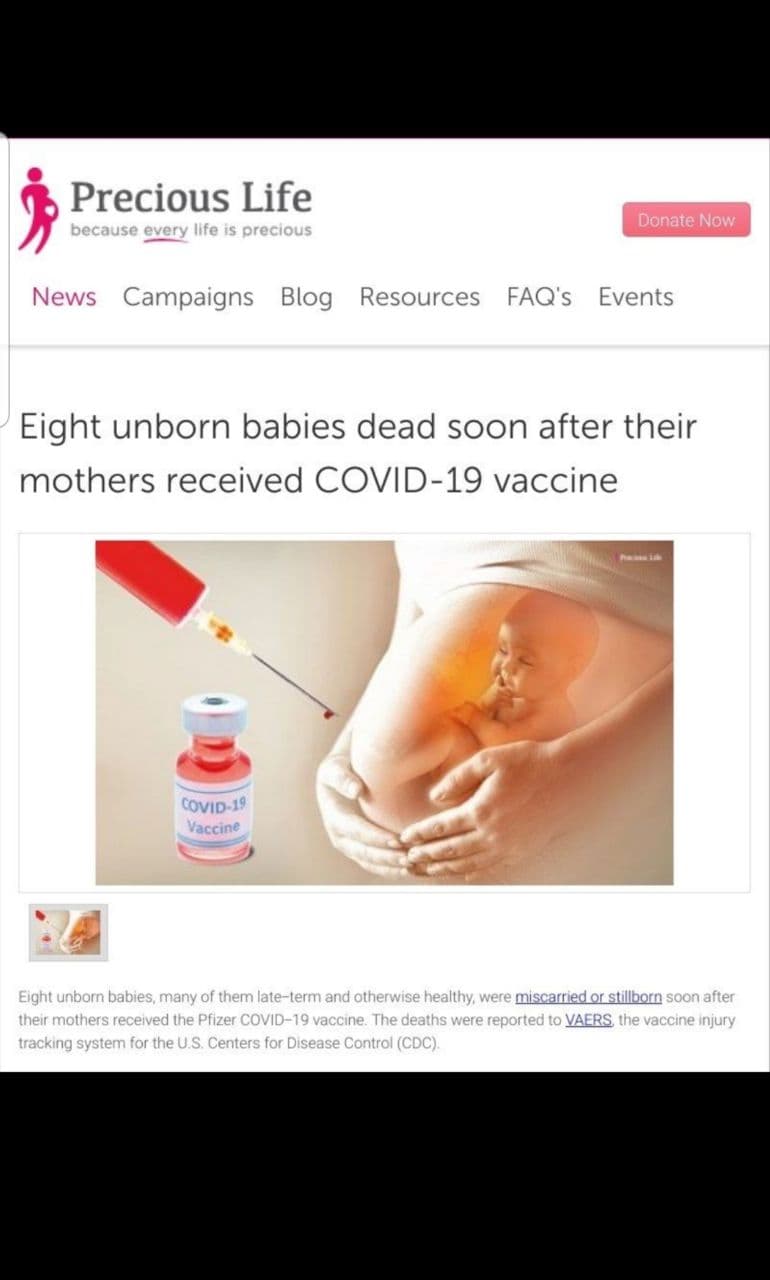 Precious Life
because every life is precious
Donate Now
News Campaigns Blog Resources FAQ's Events
Eight unborn babies dead soon after their
mothers received COVID-19 vaccine
Precious Life
COVID-19
Vaccine
Eight unborn babies, many of them late-term and otherwise healthy, were miscarried or stillborn soon after
their mothers received the Pfizer COVID-19 vaccine. The deaths were reported to VAERS, the vaccine injury
tracking system for the U.S. Centers for Disease Control (CDC).